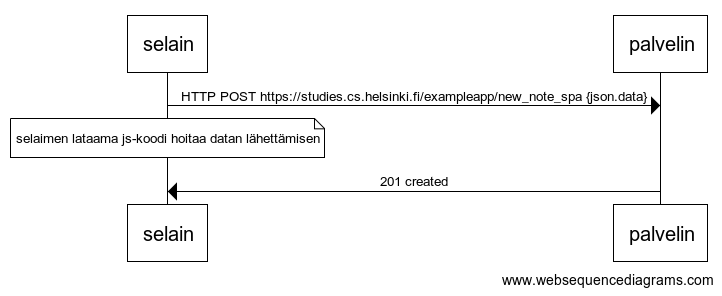 selain palvelin
HTTP POST https://studies.cs.helsinki.fi/exampleapp/new_note_spa {json.data}
selaimen lataama js-koodi hoitaa datan lähettämisen
201 created
selain palvelin
www.websequencediagrams.com